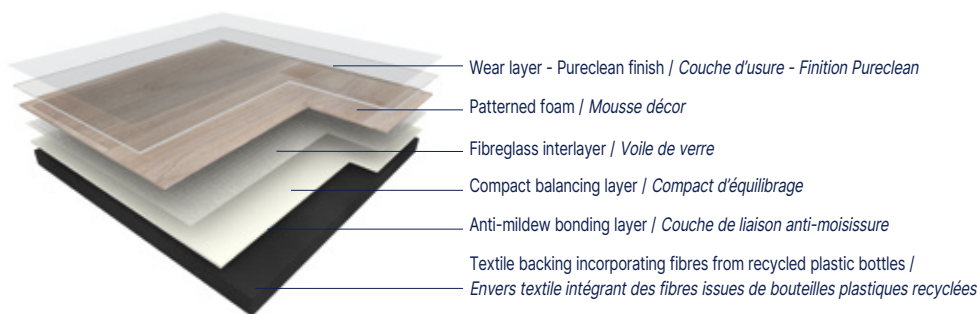 Wear layer - Pureclean finish / Couche d'usure - Finition Pureclean
Patterned foam / Mousse décor
Fibreglass interlayer / Voile de verre
Compact balancing layer / Compact d'équilibrage
Anti-mildew bonding layer / Couche de liaison anti-moisissure
Textile backing incorporating fibres from recycled plastic bottles /
Envers textile intégrant des fibres issues de bouteilles plastiques recyclées